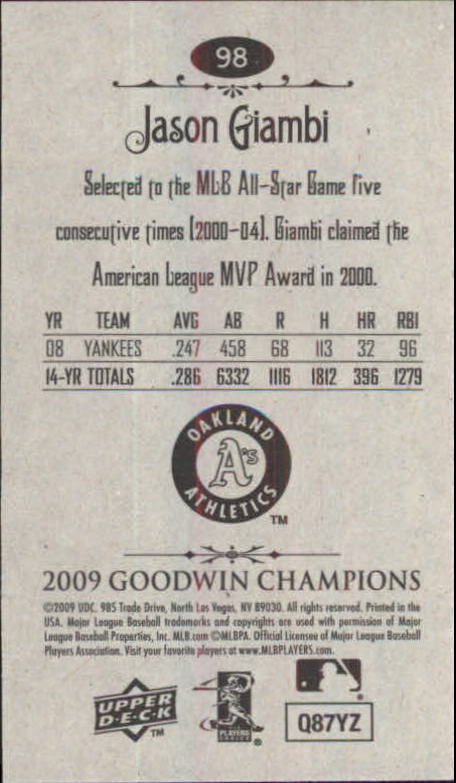 98
Jason Giambi
Selected to the MLB All-Star Game five
consecutive times (2000-04). Giambi claimed the
American League MVP Award in 2000.
YR TEAM AVG AB R H HR RBI
08 YANKEES .247 458 68 113 32 96
14-YR TOTALS .286 6332 1116 1812 396 1279
OAKLAND
A's
ATHLETICS
TM
2009 GOODWIN CHAMPIONS
©2009 UDC. 985 Trade Drive, North Las Vegas, NV 89030. All rights reserved. Printed in the
USA. Major League Baseball trademarks and copyrights are used with permission of Major
League Baseball Properties, Inc. MLB.com ©MLBPA. Official Licensee of Major League Baseball
Players Association. Visit your favorite players at www.MLBPLAYERS.com.
UPPER
D·E·C·K
TM
PLAYERS
CHOICE
®
Q87YZ